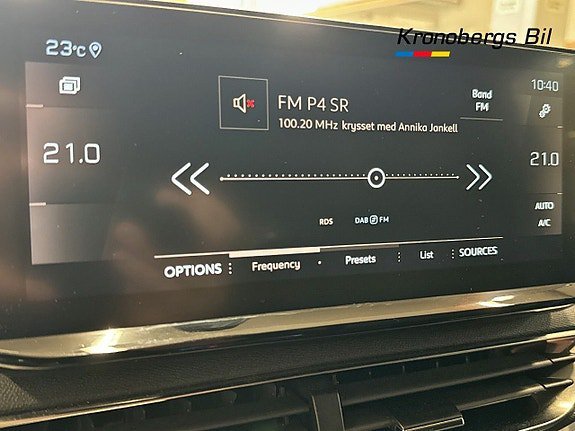 Kronobergs Bil
23°C
10:40
Band
FM
FM P4 SR
100.20 MHz krysset med Annika Jankell
21.0
21.0
RDS
DAB FM
AUTO
A/C
OPTIONS
Frequency
Presets
List
SOURCES